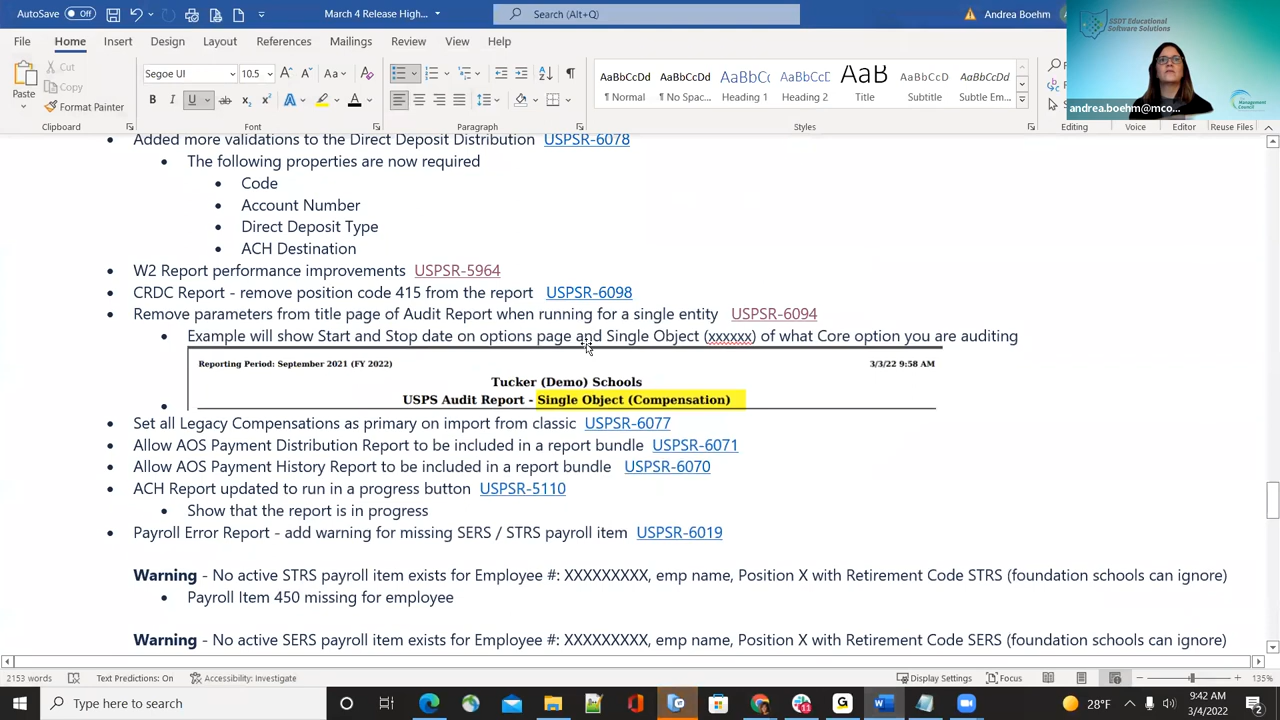 AutoSave Off
March 4 Release High...
Search (Alt+Q)
Andrea Boehm
SSDT Educational
Software Solutions
File Home Insert Draw Design Layout References Mailings Review View Help
Paste
Cut
Copy
Format Painter
Clipboard
Segoe UI 10.5
Font
Paragraph
AaBbCcDd AaBbCcDd AaBbCc AaBbCcD AaB AaBbCcD AaBbCcDd
¶ Normal ¶ No Spac... Heading 1 Heading 2 Title Subtitle Subtle Em...
Styles
Editing Voice Editor Reuse Files
Management
Council
andrea.boehm@mco...
Added more validations to the Direct Deposit Distribution USPSR-6078
The following properties are now required
Code
Account Number
Direct Deposit Type
ACH Destination
W2 Report performance improvements USPSR-5964
CRDC Report - remove position code 415 from the report USPSR-6098
Remove parameters from title page of Audit Report when running for a single entity USPSR-6094
Example will show Start and Stop date on options page and Single Object (xxxxxx) of what Core option you are auditing
Reporting Period: September 2021 (FY 2022) 3/3/22 9:58 AM
Tucker (Demo) Schools
USPS Audit Report - Single Object (Compensation)
Set all Legacy Compensations as primary on import from classic USPSR-6077
Allow AOS Payment Distribution Report to be included in a report bundle USPSR-6071
Allow AOS Payment History Report to be included in a report bundle USPSR-6070
ACH Report updated to run in a progress button USPSR-5110
Show that the report is in progress
Payroll Error Report - add warning for missing SERS / STRS payroll item USPSR-6019
Warning - No active STRS payroll item exists for Employee #: XXXXXXXXX, emp name, Position X with Retirement Code STRS (foundation schools can ignore)
Payroll Item 450 missing for employee
Warning - No active SERS payroll item exists for Employee #: XXXXXXXXX, emp name, Position X with Retirement Code SERS (foundation schools can ignore)
2153 words Text Predictions: On Accessibility: Investigate Display Settings Focus 135%
Type here to search
28°F
9:42 AM
3/4/2022